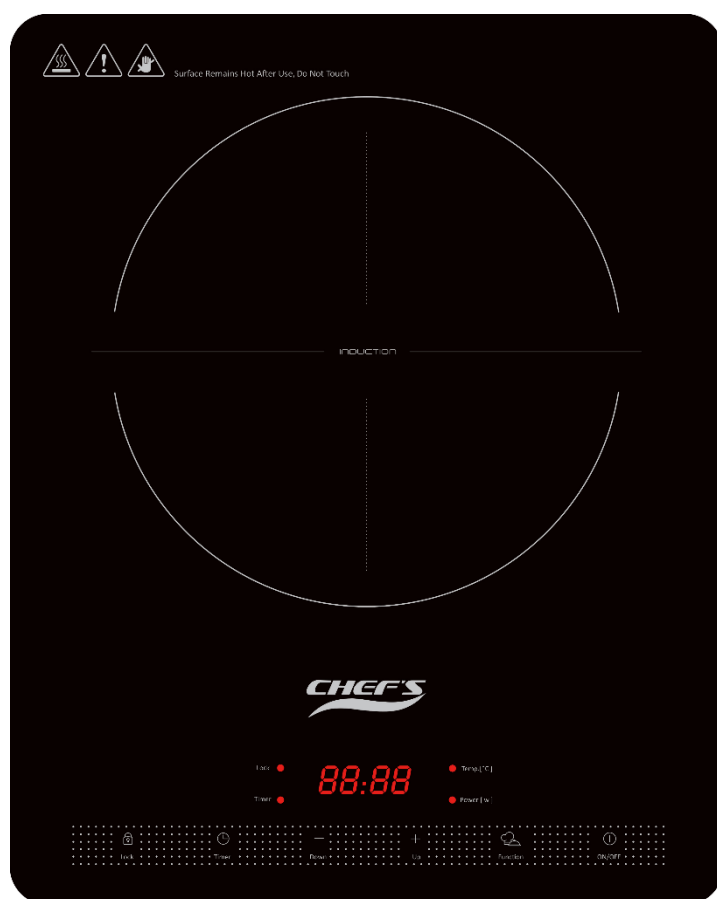 Surface Remains Hot After Use, Do Not Touch
INDUCTION
CHEF'S
Lock
88:88
Temp.[°C]
Timer
Power[w]
Lock
Timer
Down
Up
Function
ON/OFF